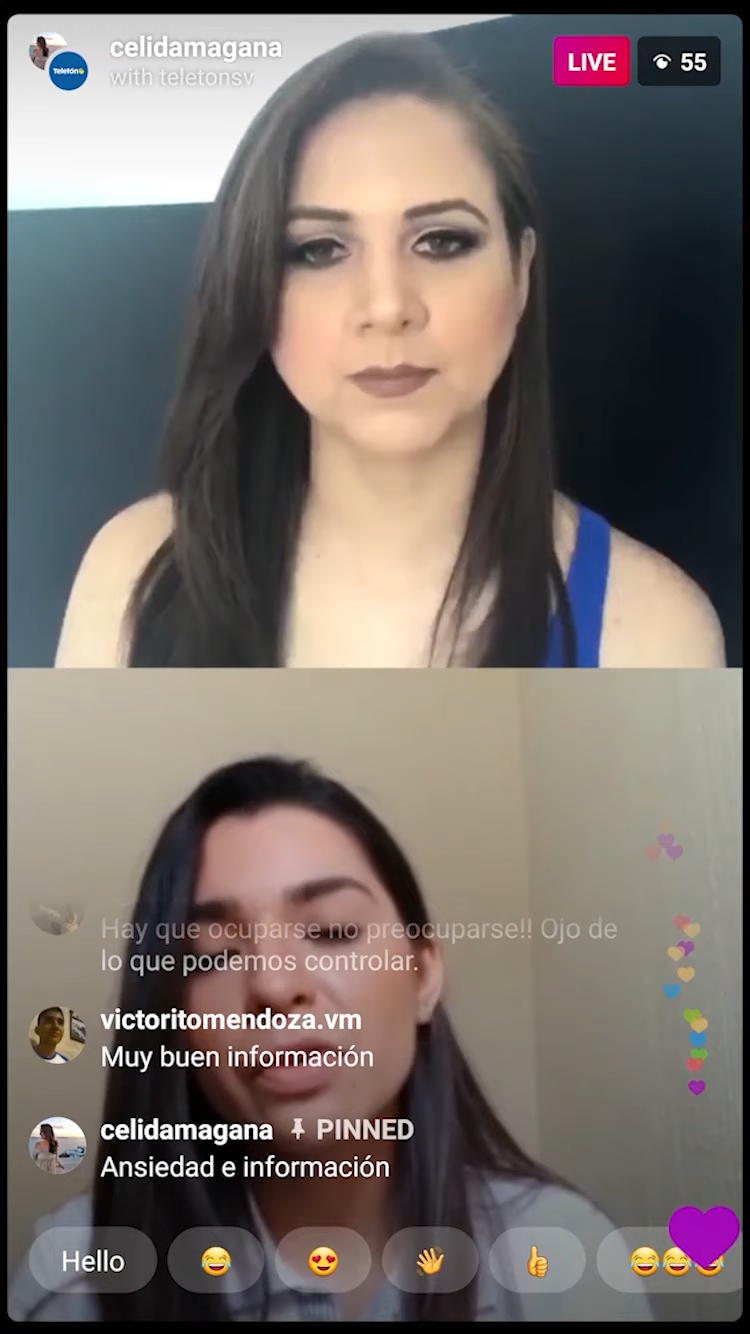 celidamagana
with teletonsv
LIVE
55
Teletón
Hay que ocuparse no preocuparse!! Ojo de
lo que podemos controlar.
victoritomendoza.vm
Muy buen información
celidamagana PINNED
Ansiedad e información
Hello